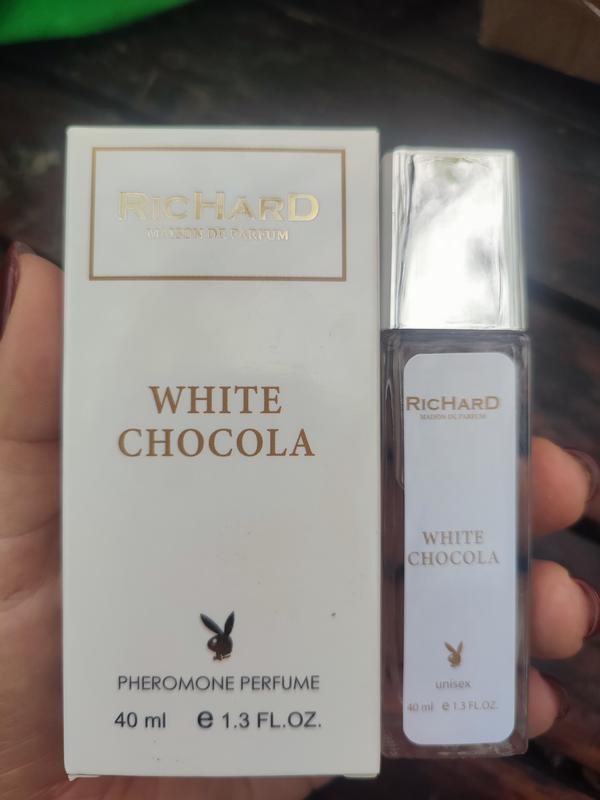 RICHARD
MAISON DE PARFUM
WHITE
CHOCOLA
PHEROMONE PERFUME
40 ml e 1.3 FL.OZ.
RICHARD
MAISON DE PARFUM
WHITE
CHOCOLA
unisex
40 ml e 1.3 FL.OZ.